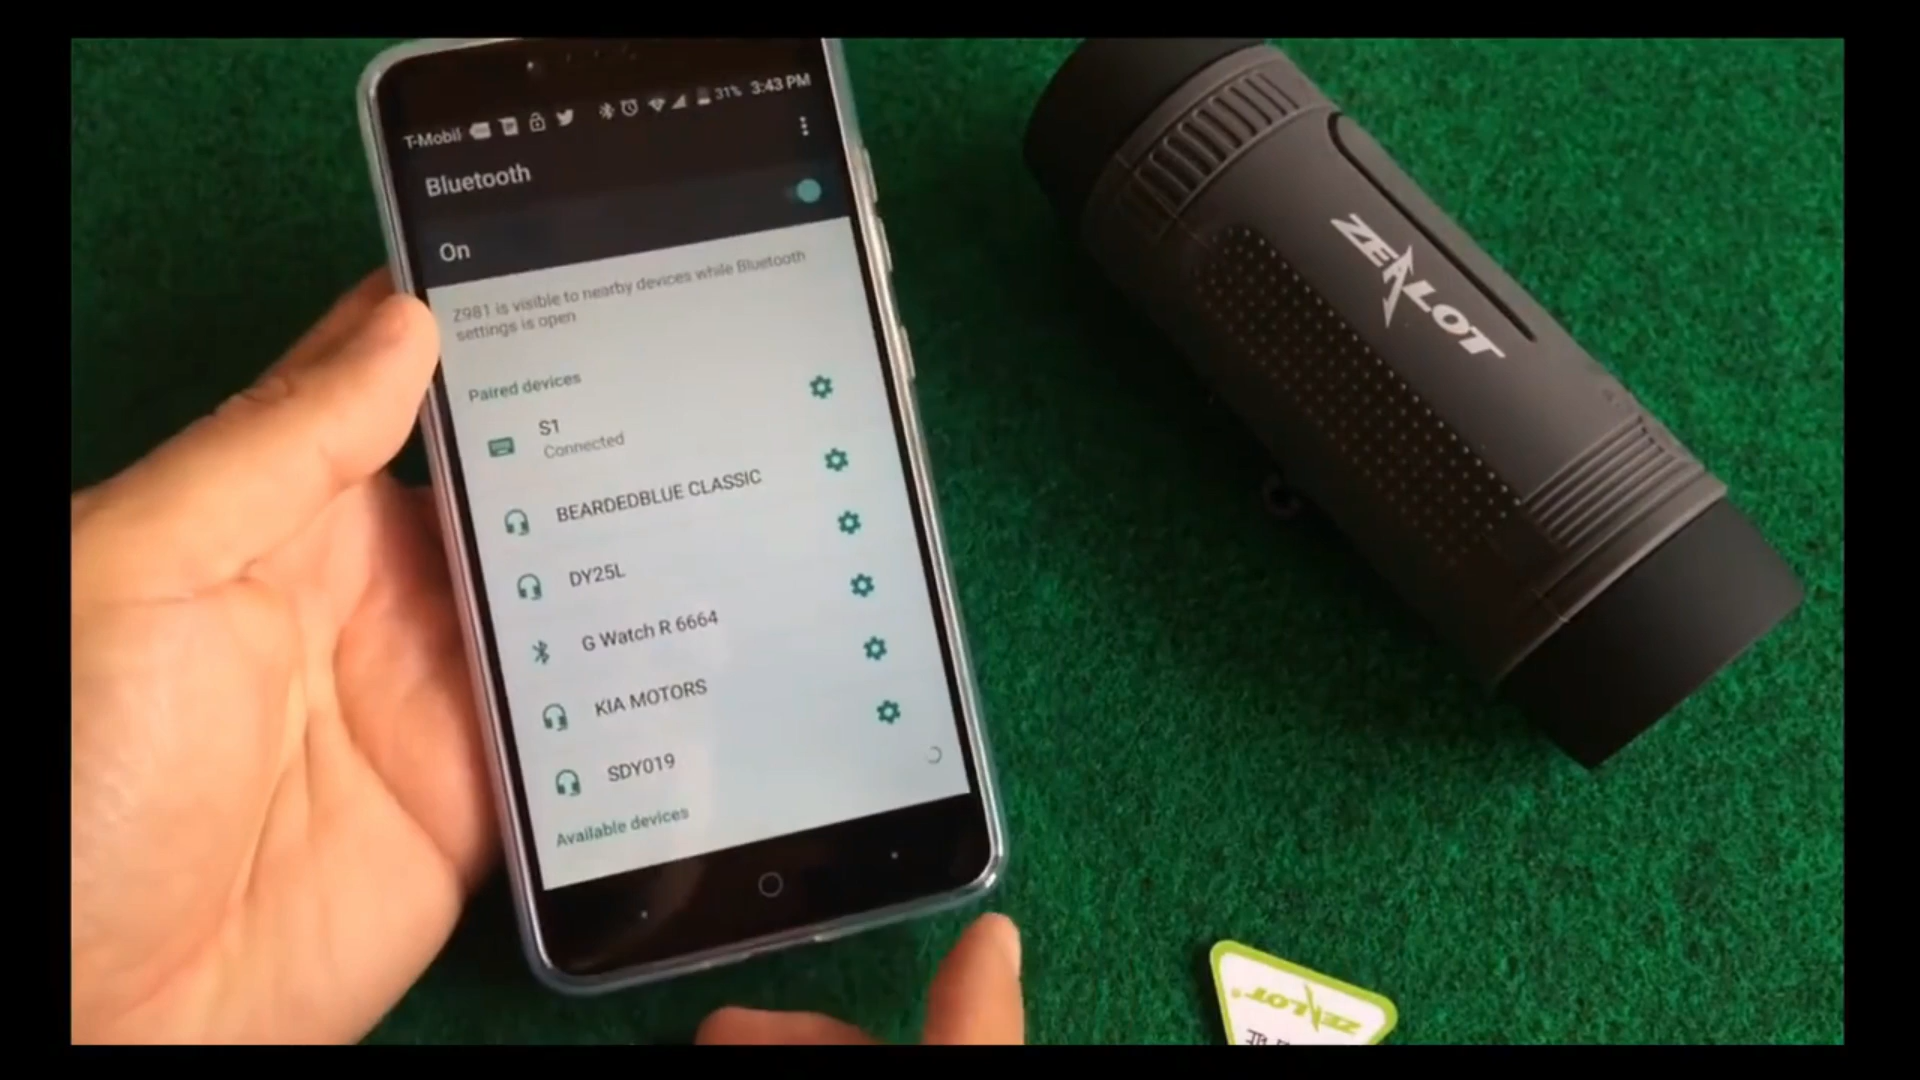 T-Mobil 31% 3:43 PM
Bluetooth
On
Z981 is visible to nearby devices while Bluetooth
settings is open
Paired devices
S1
Connected
BEARDEDBLUE CLASSIC
DY25L
G Watch R 6664
KIA MOTORS
SDY019
Available devices
ZEALOT
ZEALOT